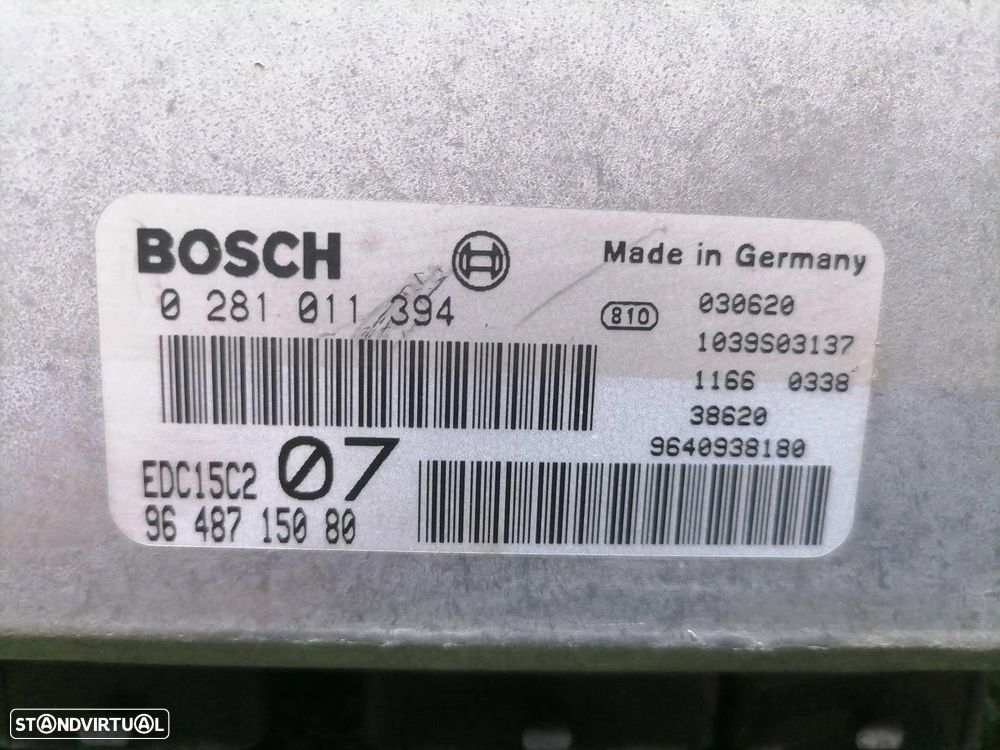 BOSCH
Made in Germany
0 281 011 394
810
030620
1039S03137
1166 0338
38620
9640938180
EDC15C2 07
96 487 150 80
STANDVIRTUAL